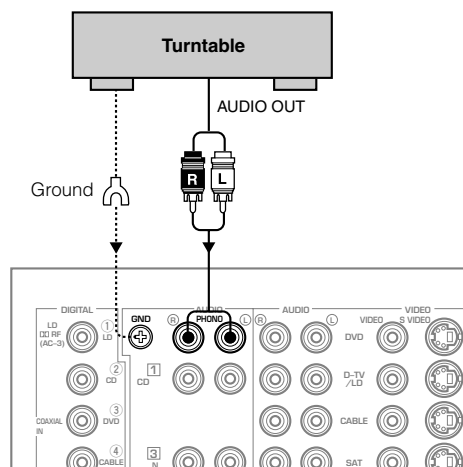 Turntable
AUDIO OUT
R L
Ground
DIGITAL AUDIO AUDIO VIDEO
GND R PHONO L R L VIDEO S VIDEO
LD
RF
(AC-3)
1
LD
DVD
2
CD
1
CD
D-TV
/LD
COAXIAL
IN
3
DVD
CABLE
4
CABLE
3
SAT